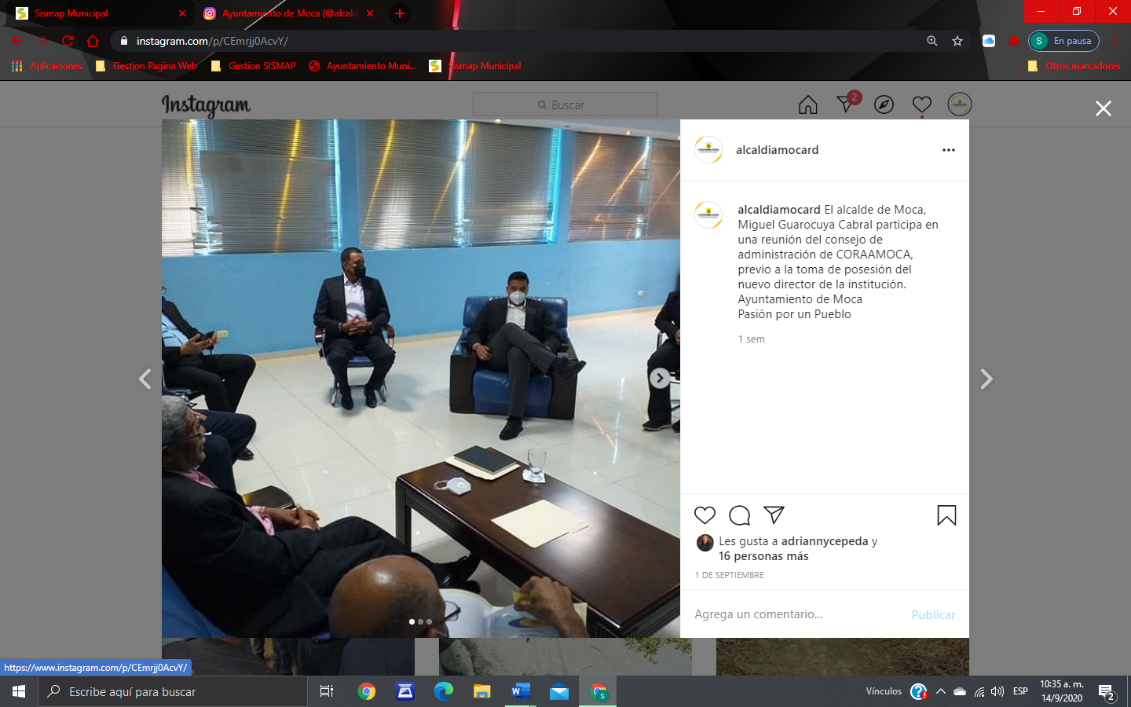 Sismap Municipal
Ayuntamiento de Moca (@alcald
instagram.com/p/CEmrjj0AcvY/
S
En pausa
Aplicaciones
Gestion Pagina Web
Gestion SISMAP
Ayuntamiento Muni...
Sismap Municipal
Otros marcadores
Instagram
Buscar
2
alcaldiamocard
alcaldiamocard El alcalde de Moca,
Miguel Guarocuya Cabral participa en
una reunión del consejo de
administración de CORAAMOCA,
previo a la toma de posesión del
nuevo director de la institución.
Ayuntamiento de Moca
Pasión por un Pueblo
1 sem
Les gusta a adriannycepeda y
16 personas más
1 DE SEPTIEMBRE
Agrega un comentario...
Publicar
https://www.instagram.com/p/CEmrjj0AcvY/
Escribe aquí para buscar
Vínculos
ESP
10:35 a. m.
14/9/2020
2